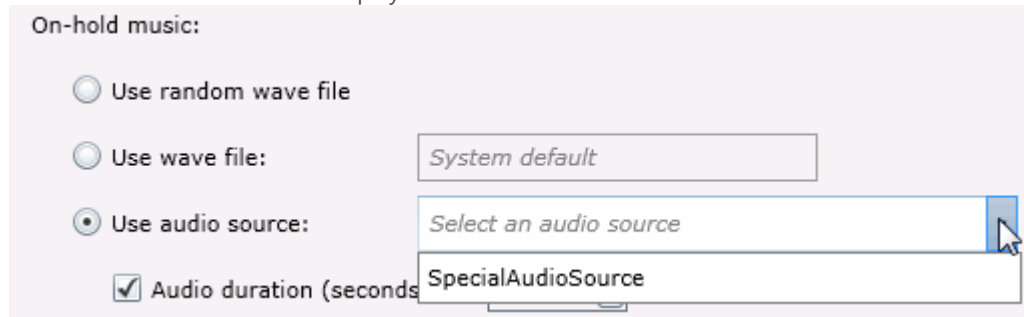 On-hold music:
Use random wave file
Use wave file: System default
Use audio source: Select an audio source
SpecialAudioSource
Audio duration (seconds